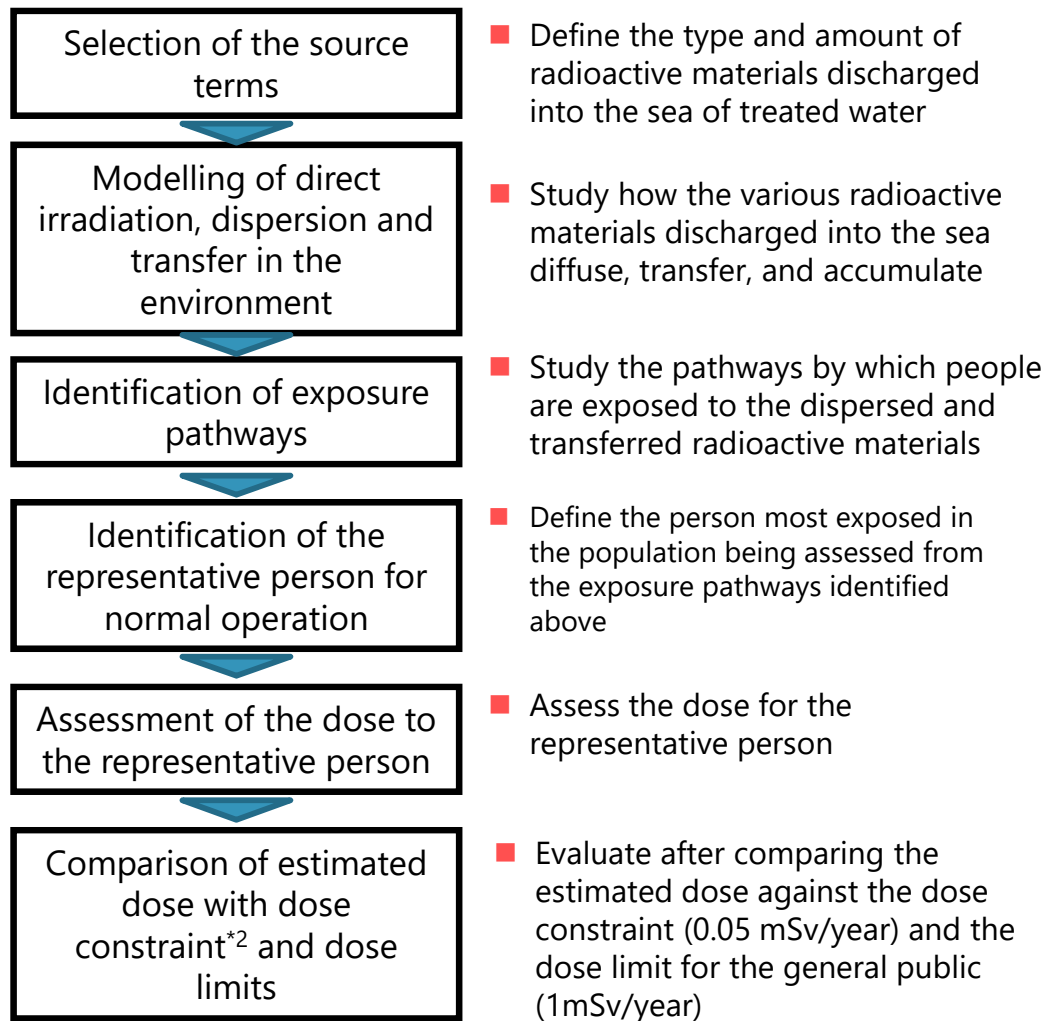 Selection of the source
terms
■ Define the type and amount of
radioactive materials discharged
into the sea of treated water
Modelling of direct
irradiation, dispersion and
transfer in the
environment
■ Study how the various radioactive
materials discharged into the sea
diffuse, transfer, and accumulate
Identification of exposure
pathways
■ Study the pathways by which people
are exposed to the dispersed and
transferred radioactive materials
Identification of the
representative person for
normal operation
■ Define the person most exposed in
the population being assessed from
the exposure pathways identified
above
Assessment of the dose to
the representative person
■ Assess the dose for the
representative person
Comparison of estimated
dose with dose
constraint*2 and dose
limits
■ Evaluate after comparing the
estimated dose against the dose
constraint (0.05 mSv/year) and the
dose limit for the general public
(1mSv/year)